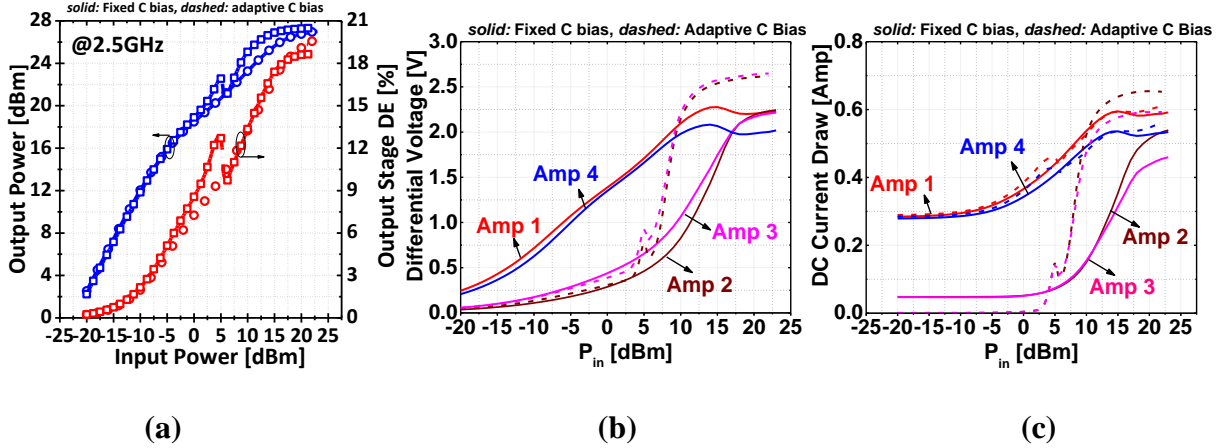 solid: Fixed C bias, dashed: adaptive C bias
@2.5GHz
Output Power [dBm]
28
24
20
16
12
8
4
0
21
18
15
12
9
6
3
0
Output Stage DE [%]
-25 -20 -15 -10 -5 0 5 10 15 20 25
Input Power [dBm]
(a)
solid: Fixed C bias, dashed: Adaptive C Bias
Differential Voltage [V]
3.0
2.5
2.0
1.5
1.0
0.5
0.0
Amp 4
Amp 1
Amp 3
Amp 2
-20 -15 -10 -5 0 5 10 15 20 25
Pin [dBm]
(b)
solid: Fixed C bias, dashed: Adaptive C Bias
DC Current Draw [Amp]
0.8
0.6
0.4
0.2
0.0
Amp 1
Amp 4
Amp 2
Amp 3
-25 -20 -15 -10 -5 0 5 10 15 20 25
Pin [dBm]
(c)